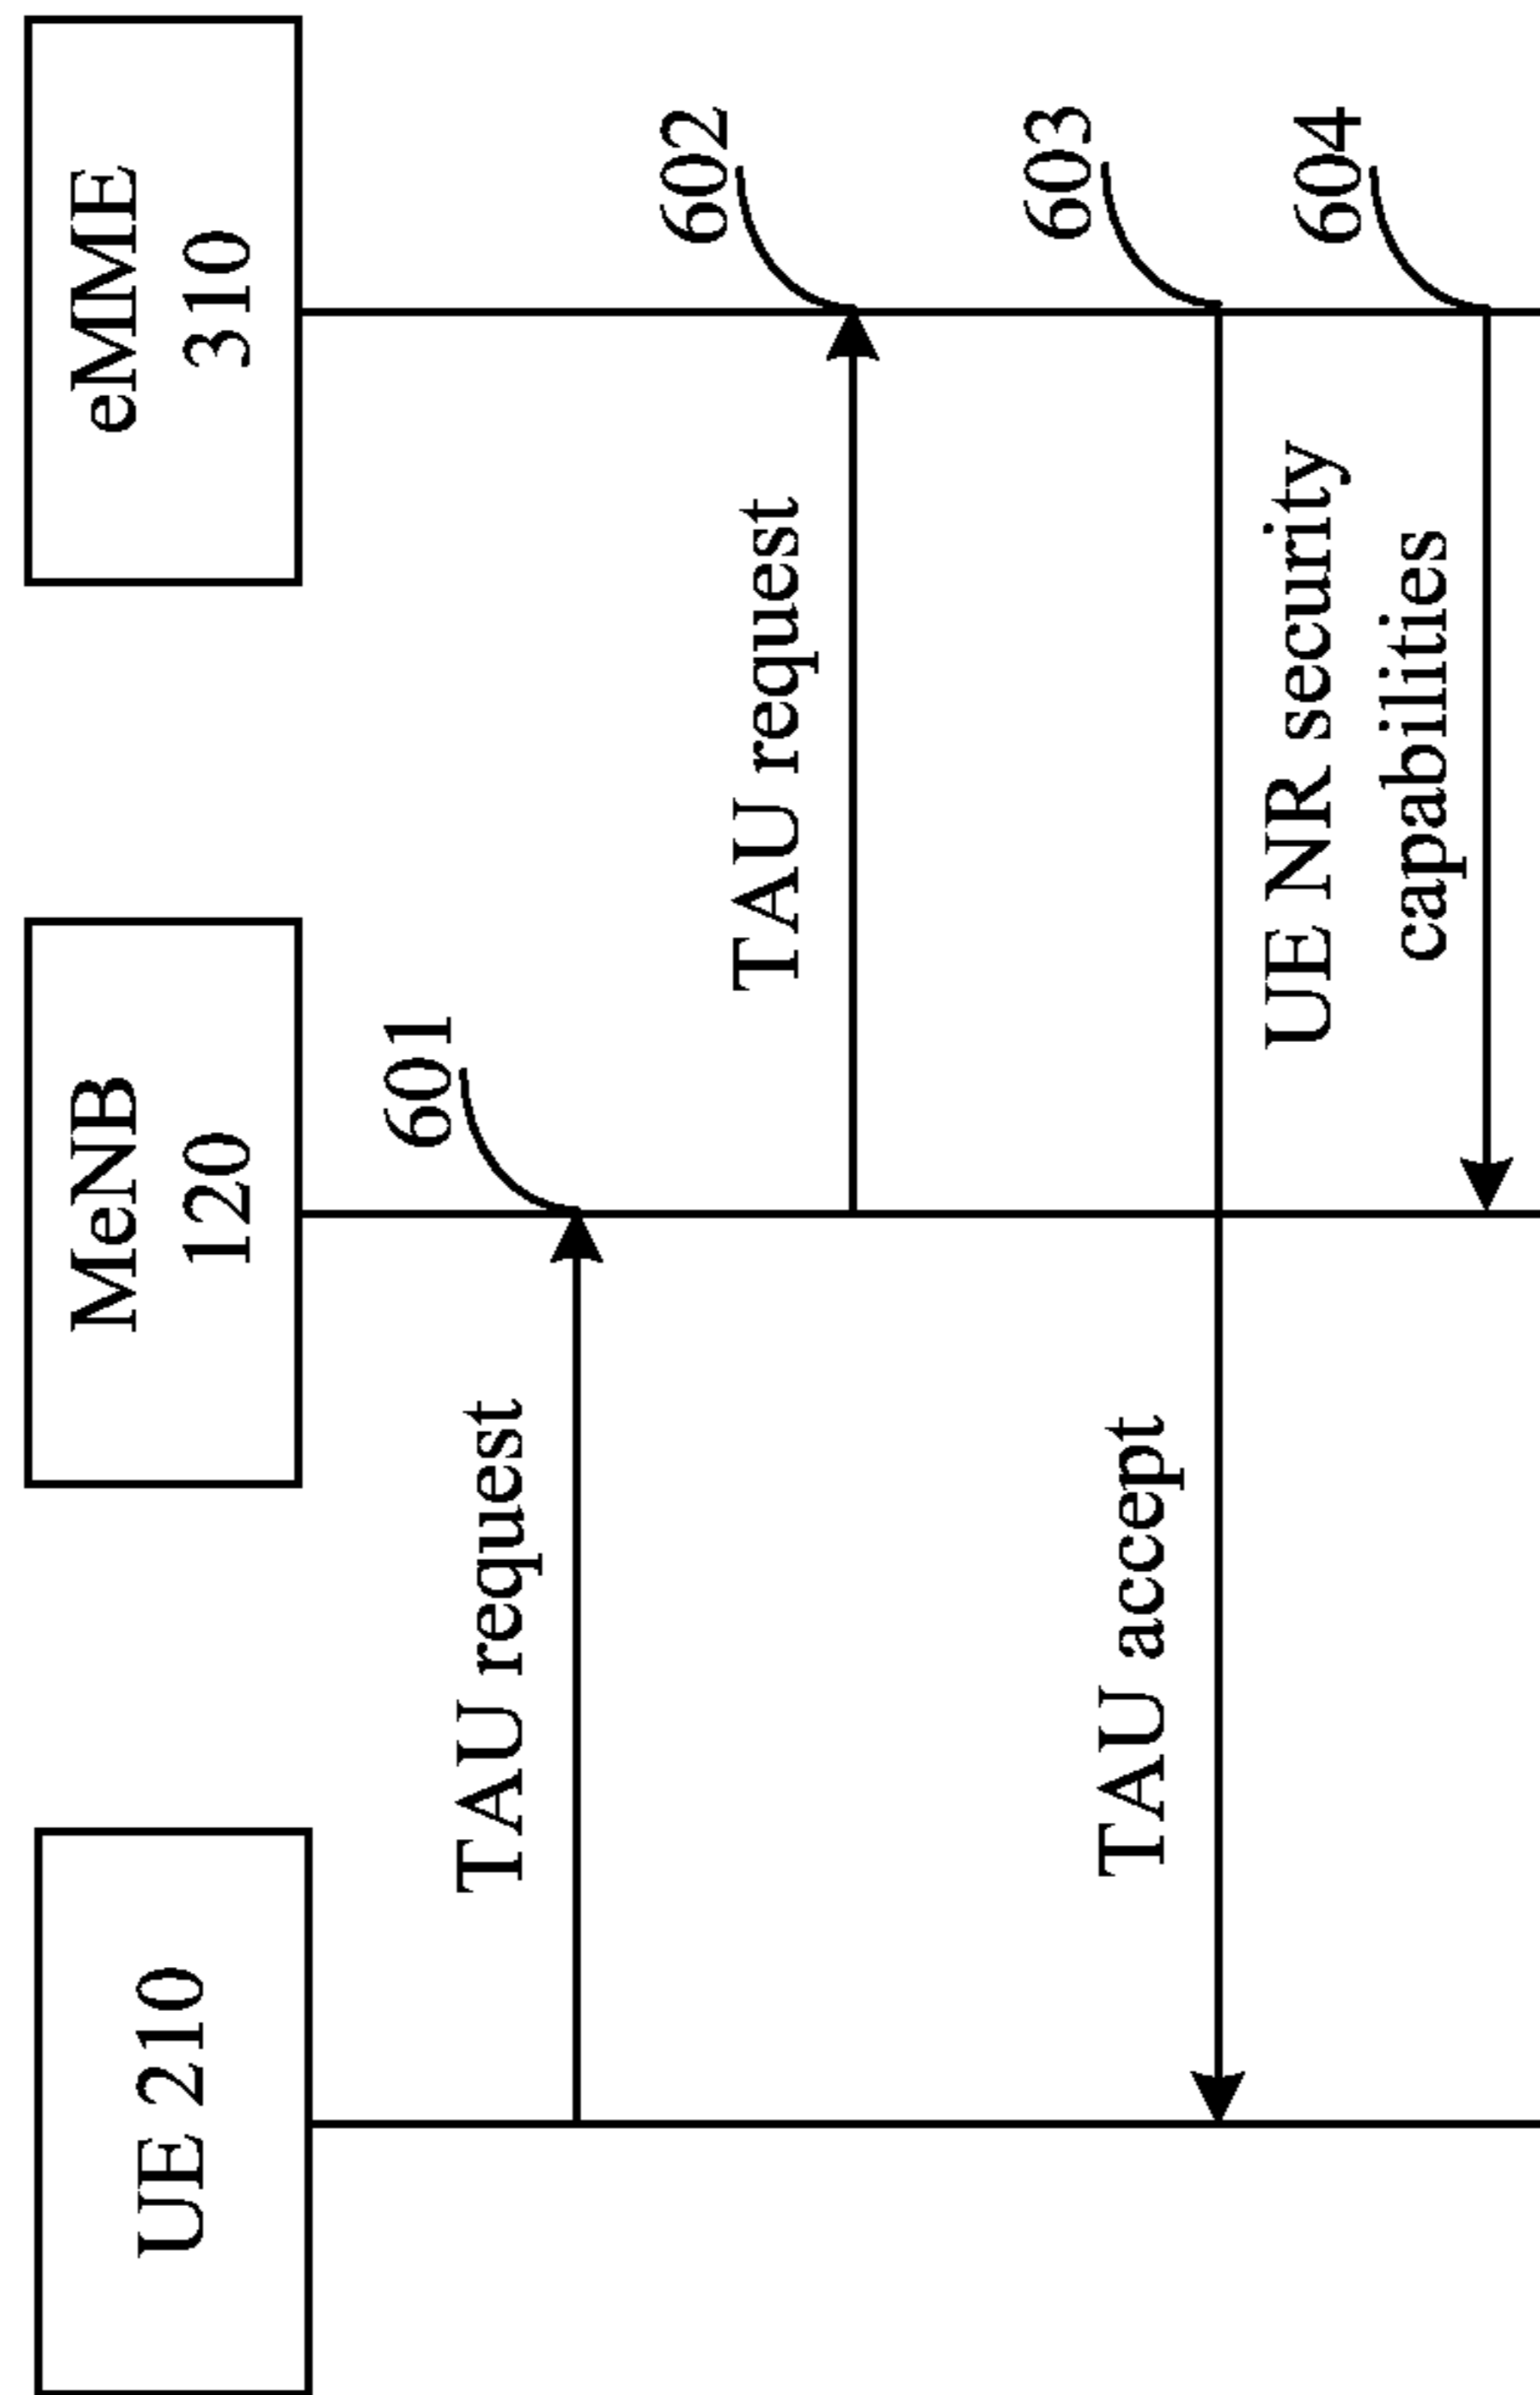 UE 210
MeNB
120
eMME
310
601
TAU request
602
TAU request
603
TAU accept
604
UE NR security
capabilities